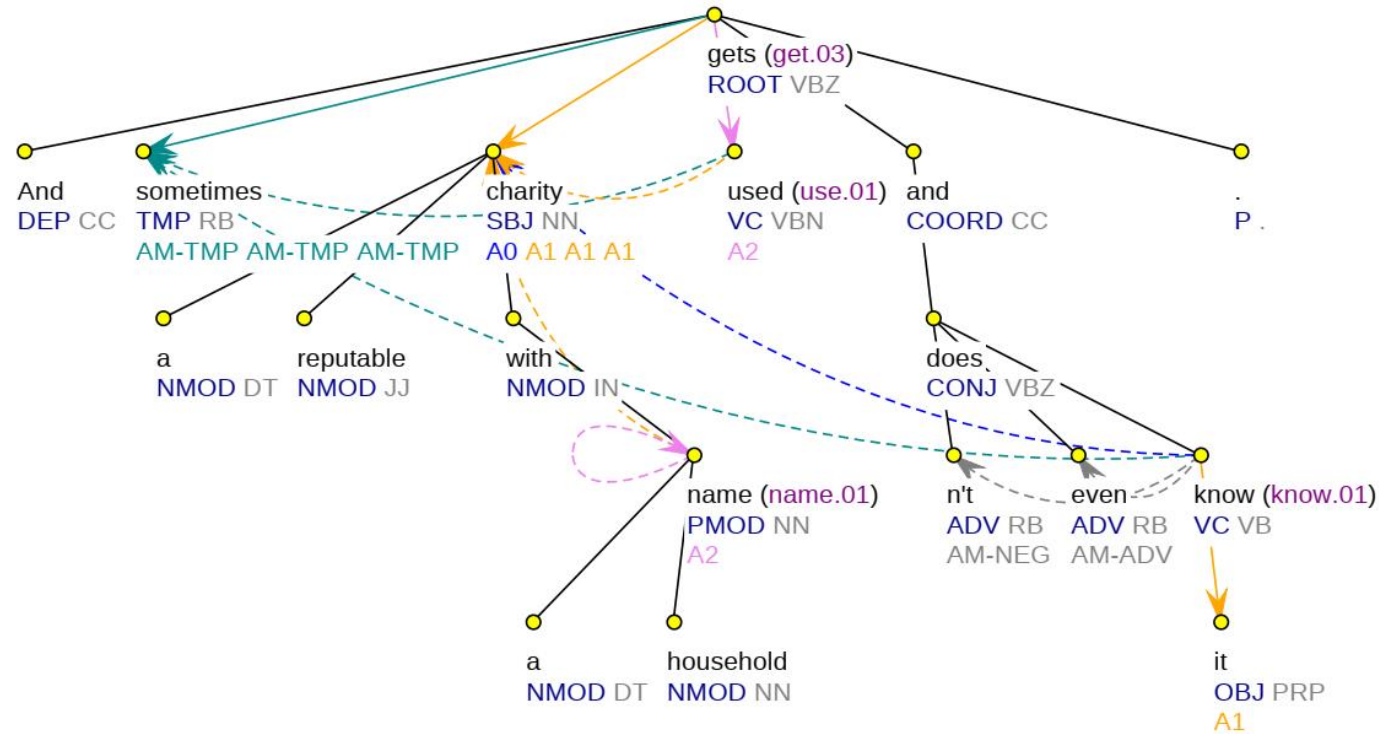 gets (get.03)
ROOT VBZ
And sometimes charity used (use.01) and .
DEP CC TMP RB SBJ NN VC VBN COORD CC P .
AM-TMP AM-TMP AM-TMP A0 A1 A1 A1 A2
a reputable with does
NMOD DT NMOD JJ NMOD IN CONJ VBZ
name (name.01) n't even know (know.01)
PMOD NN ADV RB ADV RB VC VB
A2 AM-NEG AM-ADV
a household it
NMOD DT NMOD NN OBJ PRP
A1